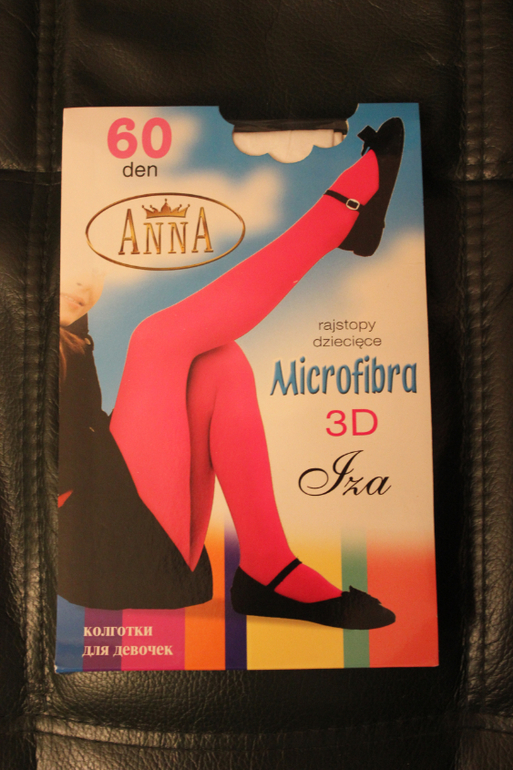 60
den
ANNA
rajstopy
dziecięce
Microfibra
3D
Iza
колготки
для девочек